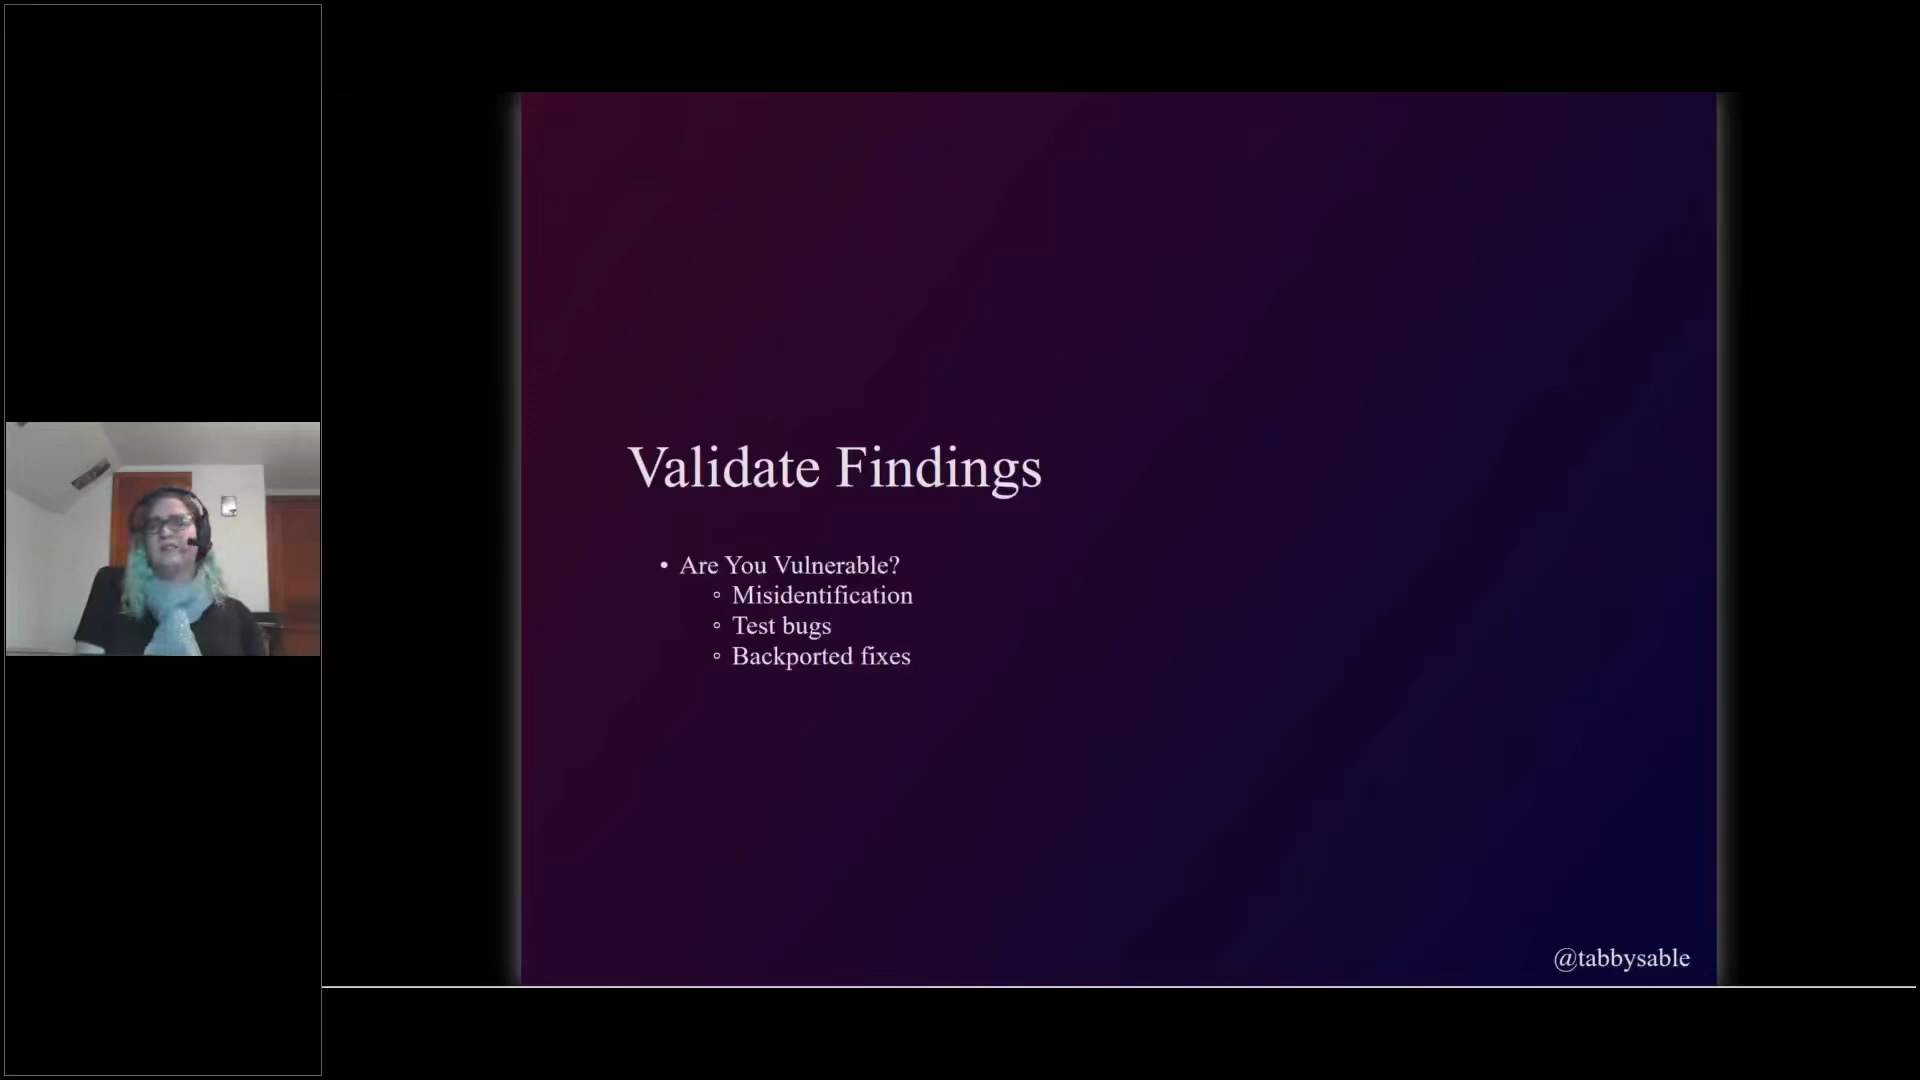 Validate Findings
• Are You Vulnerable?
◦ Misidentification
◦ Test bugs
◦ Backported fixes
@tabbysable